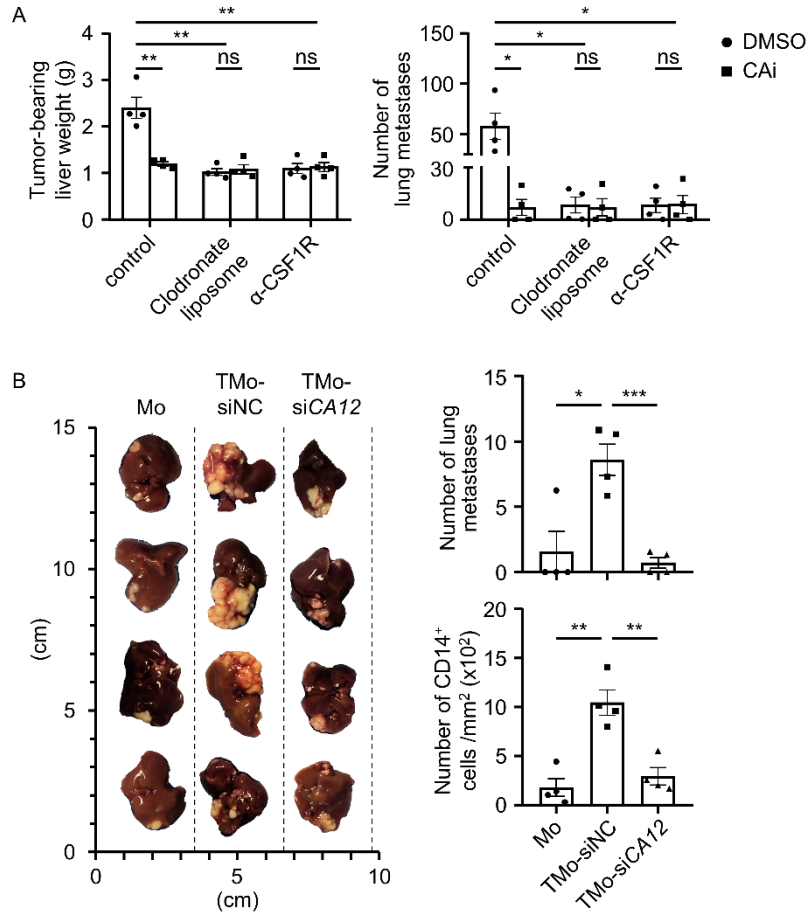 A
Tumor-bearing
liver weight (g)
4
3
2
1
0
**
**
**
ns
ns
control
Clodronate
liposome
α-CSF1R
Number of
lung metastases
150
100
50
30
0
*
*
*
ns
ns
control
Clodronate
liposome
α-CSF1R
DMSO
CAi
B
Mo
TMo-
siNC
TMo-
siCA12
15
10
5
0
(cm)
0
5
10
(cm)
Number of lung
metastases
15
10
5
0
*
***
Number of CD14⁺
cells /mm² (x10²)
20
15
10
5
0
**
**
Mo
TMo-siNC
TMo-siCA12